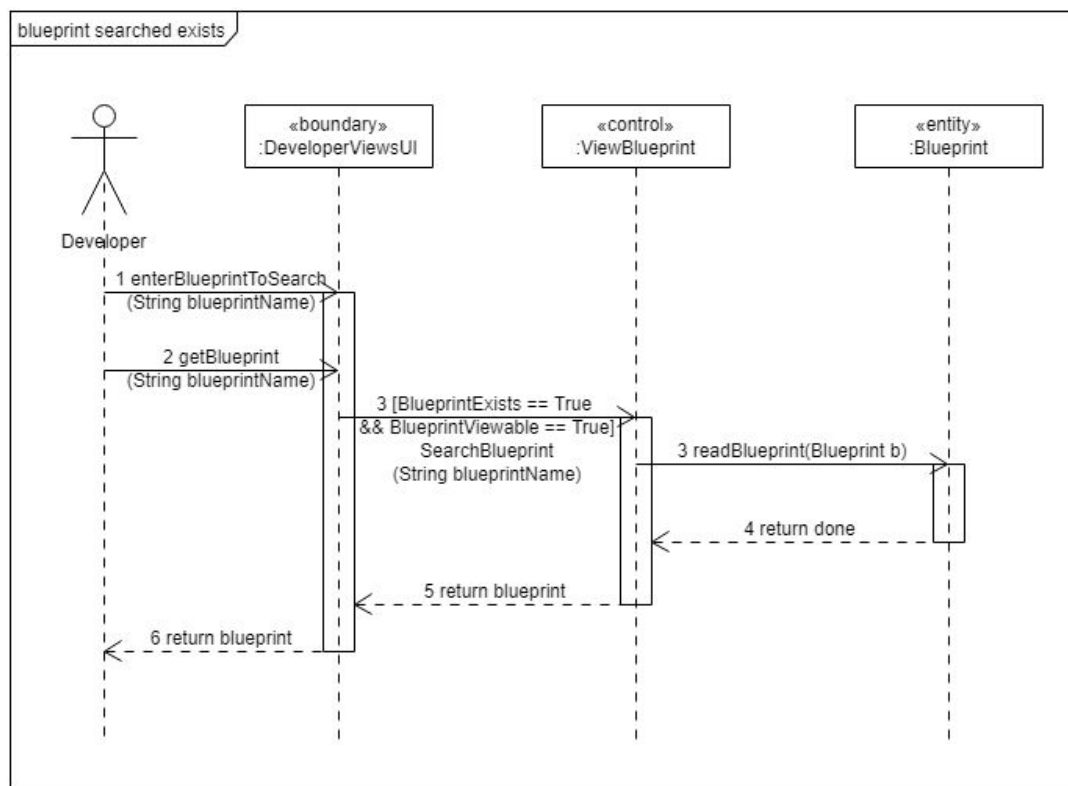 blueprint searched exists
«boundary»
:DeveloperViewsUI
«control»
:ViewBlueprint
«entity»
:Blueprint
Developer
1 enterBlueprintToSearch
(String blueprintName)
2 getBlueprint
(String blueprintName)
3 [BlueprintExists == True
&& BlueprintViewable == True]
SearchBlueprint
(String blueprintName)
3 readBlueprint(Blueprint b)
4 return done
5 return blueprint
6 return blueprint